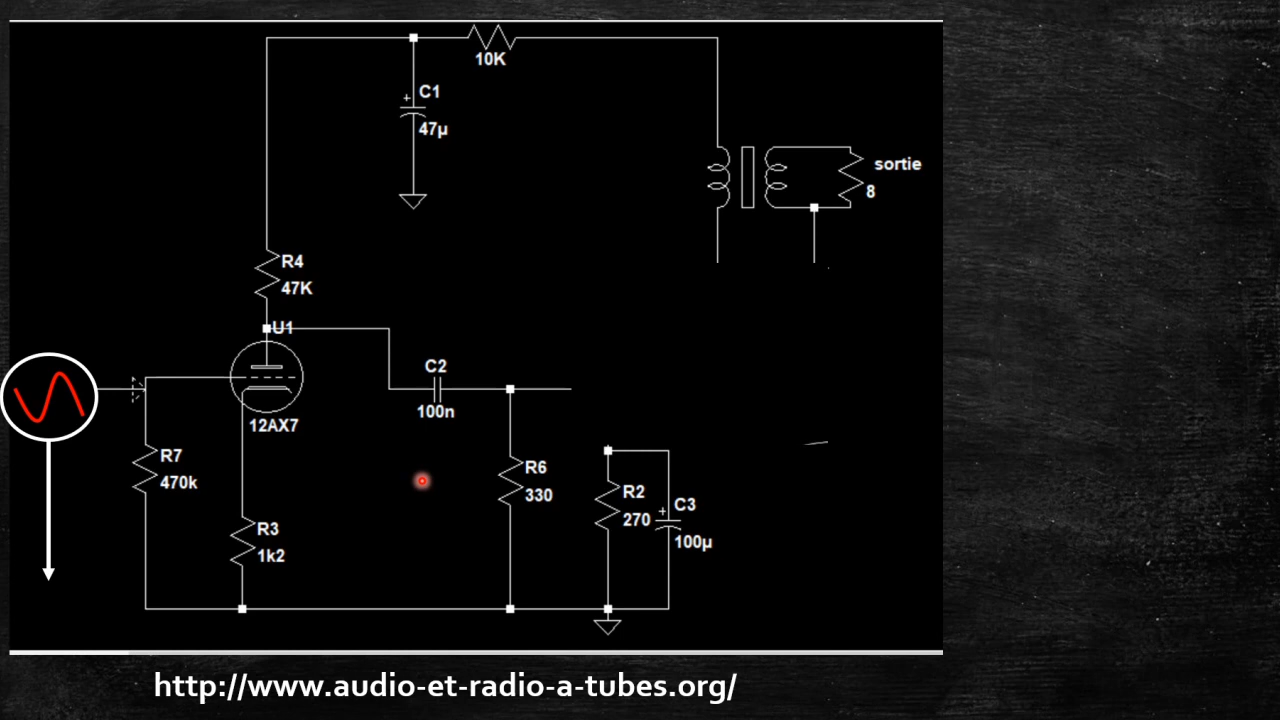 10K
C1
+
47µ
sortie
8
R4
47K
U1
C2
100n
12AX7
R7
470k
R6
330
R2
270
C3
+
100µ
R3
1k2
http://www.audio-et-radio-a-tubes.org/